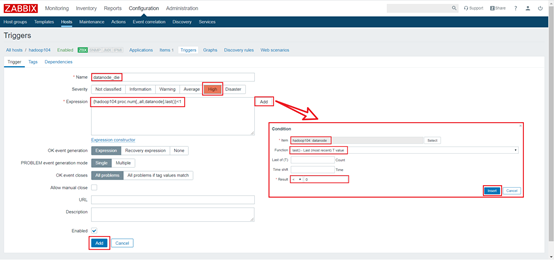 ZABBIX Monitoring Inventory Reports Configuration Administration Support Share ?
Host groups Templates Hosts Maintenance Actions Event correlation Discovery Services
Triggers
All hosts / hadoop104 Enabled ZBX SNMP JMX IPMI Applications Items 1 Triggers Graphs Discovery rules Web scenarios
Trigger Tags Dependencies
* Name datanode_die
Severity Not classified Information Warning Average High Disaster
* Expression {hadoop104:proc.num[,,all,datanode].last()}<1 Add
Expression constructor
OK event generation Expression Recovery expression None
PROBLEM event generation mode Single Multiple
OK event closes All problems All problems if tag values match
Allow manual close
URL
Description
Enabled
Add Cancel
Condition
* Item hadoop104: datanode Select
Function last() - Last (most recent) T value
Last of (T) Count
Time shift Time
* Result
Insert Cancel